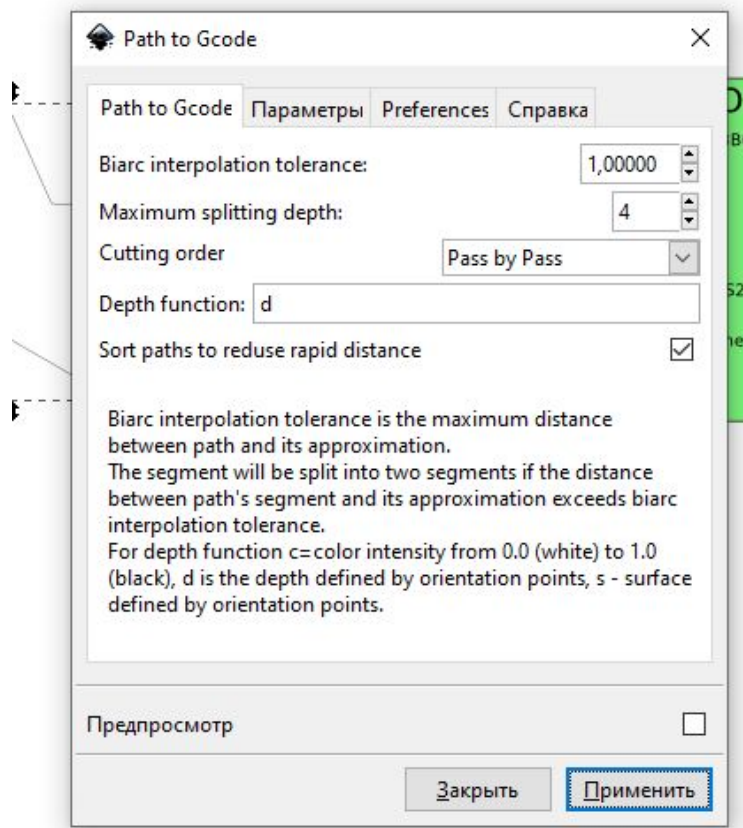 Path to Gcode
Path to Gcode Параметры Preferences Справка
Biarc interpolation tolerance: 1,00000
Maximum splitting depth: 4
Cutting order Pass by Pass
Depth function: d
Sort paths to reduse rapid distance
Biarc interpolation tolerance is the maximum distance
between path and its approximation.
The segment will be split into two segments if the distance
between path's segment and its approximation exceeds biarc
interpolation tolerance.
For depth function c=color intensity from 0.0 (white) to 1.0
(black), d is the depth defined by orientation points, s - surface
defined by orientation points.
Предпросмотр
Закрыть Применить